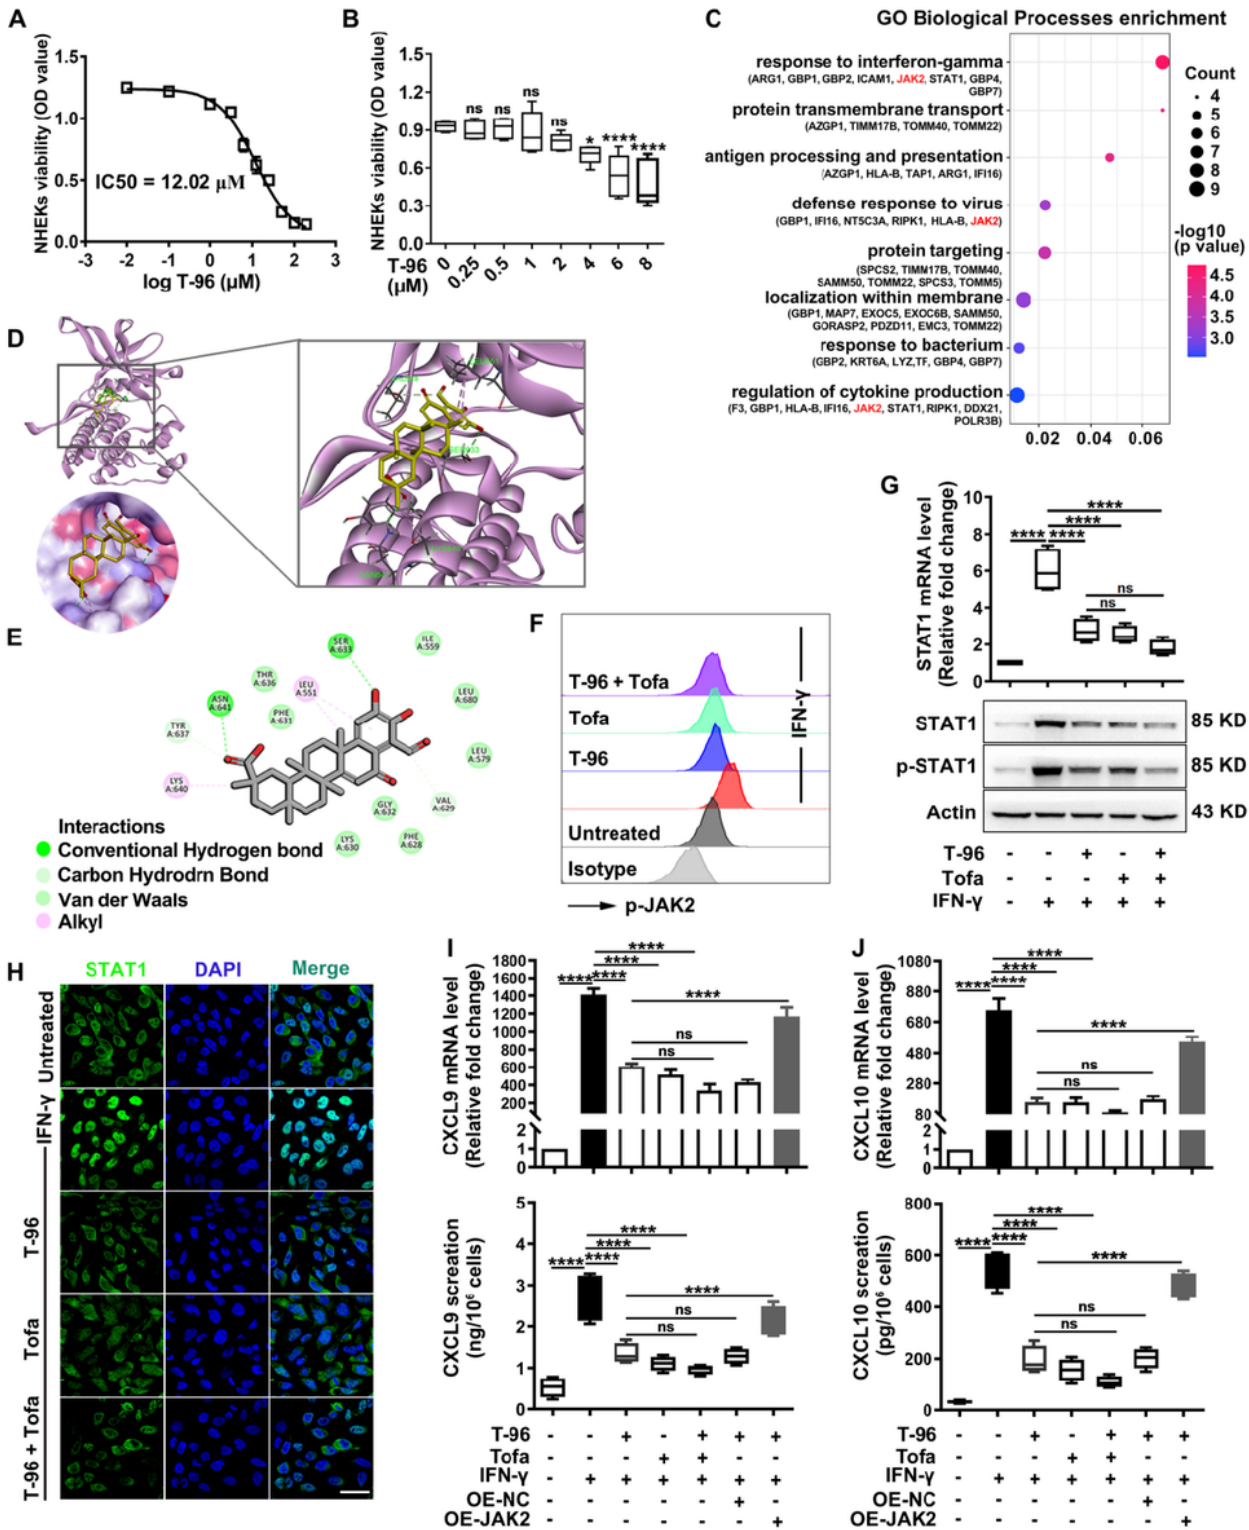 A
NHEKs viability (OD value)
1.5
1.0
0.5
0.0
IC50 = 12.02 μM
-3 -2 -1 0 1 2 3
log T-96 (μM)
B
NHEKs viability (OD value)
1.5
1.2
0.9
0.6
0.3
0.0
ns ns ns ns * **** ****
0 0.25 0.5 1 2 4 6 8
T-96
(μM)
C
GO Biological Processes enrichment
response to interferon-gamma
(ARG1, GBP1, GBP2, ICAM1, JAK2, STAT1, GBP4,
GBP7)
protein transmembrane transport
(AZGP1, TIMM17B, TOMM40, TOMM22)
antigen processing and presentation
(AZGP1, HLA-B, TAP1, ARG1, IFI16)
defense response to virus
(GBP1, IFI16, NT5C3A, RIPK1, HLA-B, JAK2)
protein targeting
(SPCS2, TIMM17B, TOMM40,
SAMM50, TOMM22, SPCS3, TOMM5)
localization within membrane
(GBP1, MAP7, EXOC5, EXOC6B, SAMM50,
GORASP2, PDZD11, EMC3, TOMM22)
response to bacterium
(GBP2, KRT6A, LYZ,TF, GBP4, GBP7)
regulation of cytokine production
(F3, GBP1, HLA-B, IFI16, JAK2, STAT1, RIPK1, DDX21,
POLR3B)
0.02 0.04 0.06
Count
4
5
6
7
8
9
-log10
(p value)
4.5
4.0
3.5
3.0
D
E
SER
A:633
ILE
A:559
THR
A:636
LEU
A:551
ASN
A:641
PHE
A:631
LEU
A:680
TYR
A:637
LEU
A:579
LYS
A:640
GLY
A:632
VAL
A:629
LYS
A:630
PHE
A:628
Interactions
Conventional Hydrogen bond
Carbon Hydrodrn Bond
Van der Waals
Alkyl
F
T-96 + Tofa
Tofa
T-96
Untreated
Isotype
IFN-γ
p-JAK2
G
STAT1 mRNA level
(Relative fold change)
10
8
6
4
2
0
****
****
**** ****
ns
ns
STAT1 85 KD
p-STAT1 85 KD
Actin 43 KD
T-96 - - + - +
Tofa - - - + +
IFN-γ - + + + +
H
STAT1 DAPI Merge
Untreated
IFN-γ
T-96
Tofa
T-96 + Tofa
I
CXCL9 mRNA level
(Relative fold change)
1800
1600
1400
1200
1000
800
600
400
200
2
1
0
****
****
**** ****
****
ns
ns
CXCL9 screation
(ng/10⁶ cells)
5
4
3
2
1
0
****
****
**** ****
****
ns
ns
T-96 - - + - + + +
Tofa - - - + + - -
IFN-γ - + + + + + +
OE-NC - - - - - + -
OE-JAK2 - - - - - - +
J
CXCL10 mRNA level
(Relative fold change)
1080
880
680
480
280
80
2
1
0
****
****
**** ****
****
ns
ns
CXCL10 screation
(pg/10⁶ cells)
800
600
400
200
0
****
****
**** ****
****
ns
ns
T-96 - - + - + + +
Tofa - - - + + - -
IFN-γ - + + + + + +
OE-NC - - - - - + -
OE-JAK2 - - - - - - +